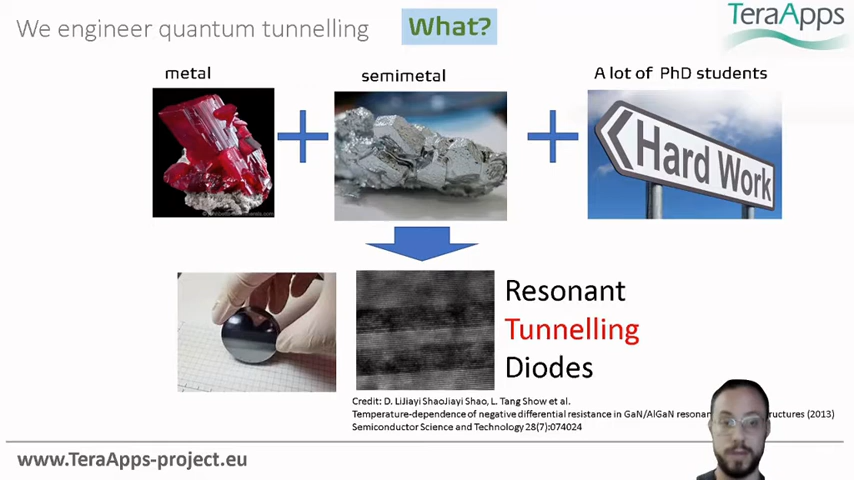 We engineer quantum tunnelling What?
TeraApps
metal
semimetal
A lot of PhD students
Hard Work
Resonant
Tunnelling
Diodes
Credit: D. LiJiayi ShaoJiayi Shao, L. Tang Show et al.
Temperature-dependence of negative differential resistance in GaN/AlGaN resonan uctures (2013)
Semiconductor Science and Technology 28(7):074024
www.TeraApps-project.eu